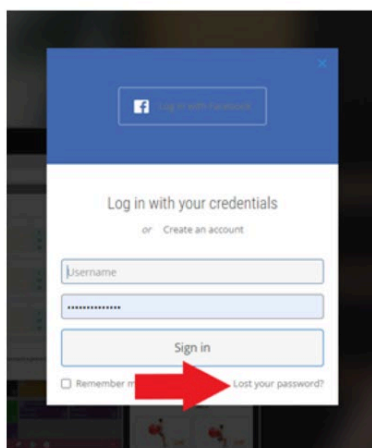 Log in with Facebook
Log in with your credentials
or Create an account
Username
Sign in
Remember m
Lost your password?